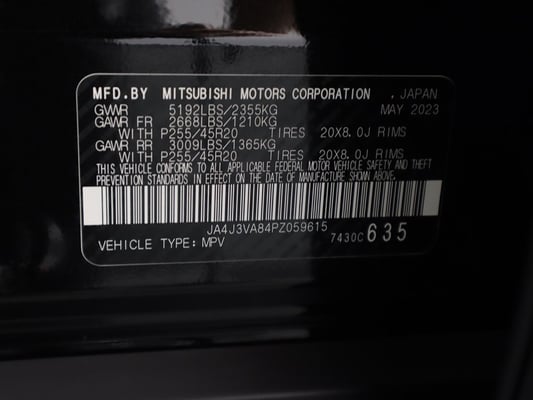 MFD.BY MITSUBISHI MOTORS CORPORATION , JAPAN
GVWR 5192LBS/2355KG MAY 2023
GAWR FR 2668LBS/1210KG
WITH P255/45R20 TIRES 20X8.0J RIMS
GAWR RR 3009LBS/1365KG
WITH P255/45R20 TIRES 20X8.0J RIMS
THIS VEHICLE CONFORMS TO ALL APPLICABLE FEDERAL MOTOR VEHICLE SAFETY AND THEFT
PREVENTION STANDARDS IN EFFECT ON THE DATE OF MANUFACTURE SHOWN ABOVE.
JA4J3VA84PZ059615
VEHICLE TYPE: MPV 7430C 635